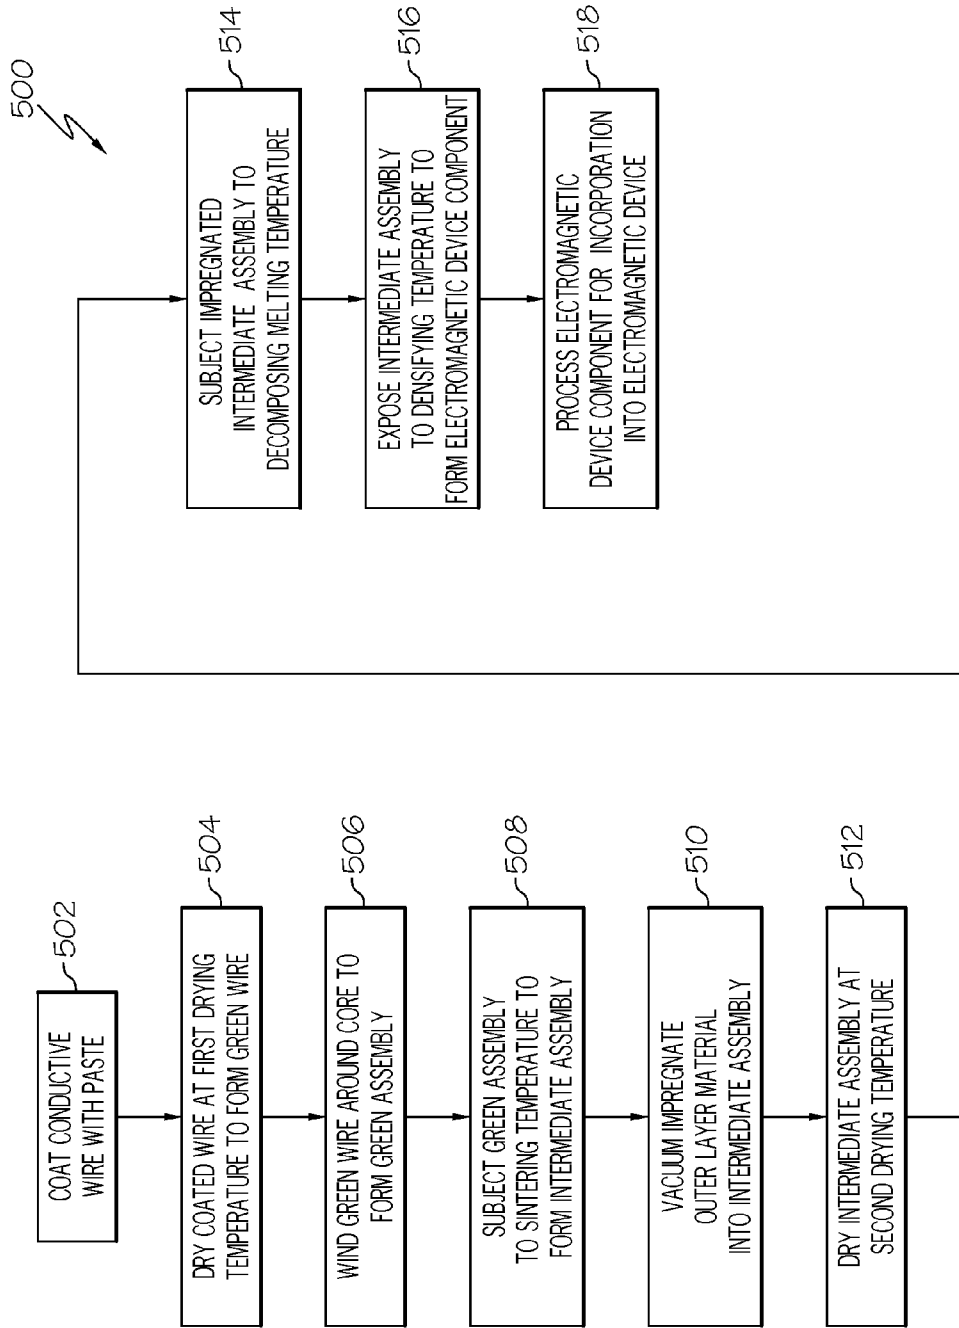 500
COAT CONDUCTIVE
WIRE WITH PASTE
502
DRY COATED WIRE AT FIRST DRYING
TEMPERATURE TO FORM GREEN WIRE
504
WIND GREEN WIRE AROUND CORE TO
FORM GREEN ASSEMBLY
506
SUBJECT GREEN ASSEMBLY
TO SINTERING TEMPERATURE TO
FORM INTERMEDIATE ASSEMBLY
508
VACUUM IMPREGNATE
OUTER LAYER MATERIAL
INTO INTERMEDIATE ASSEMBLY
510
DRY INTERMEDIATE ASSEMBLY AT
SECOND DRYING TEMPERATURE
512
SUBJECT IMPREGNATED
INTERMEDIATE ASSEMBLY TO
DECOMPOSING MELTING TEMPERATURE
514
EXPOSE INTERMEDIATE ASSEMBLY
TO DENSIFYING TEMPERATURE TO
FORM ELECTROMAGNETIC DEVICE COMPONENT
516
PROCESS ELECTROMAGNETIC
DEVICE COMPONENT FOR INCORPORATION
INTO ELECTROMAGNETIC DEVICE
518